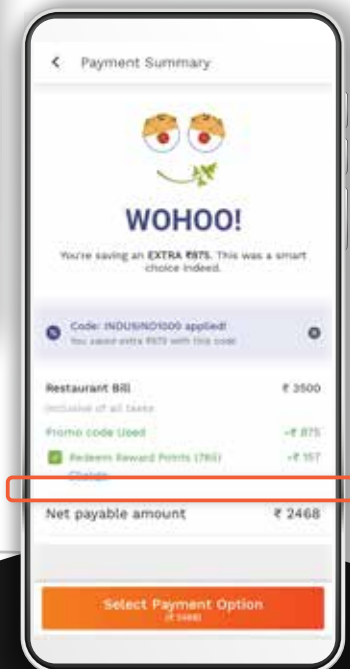 Payment Summary
WOHOO!
You're saving an EXTRA ₹875. This was a smart
choice indeed.
Code: INDUSIND1000 applied!
You saved extra ₹875 with this code
Restaurant Bill ₹ 3500
Inclusive of all taxes
Promo code Used -₹ 875
Redeem Reward Points (785) -₹ 157
Change
Net payable amount ₹ 2468
Select Payment Option
(₹ 2468)